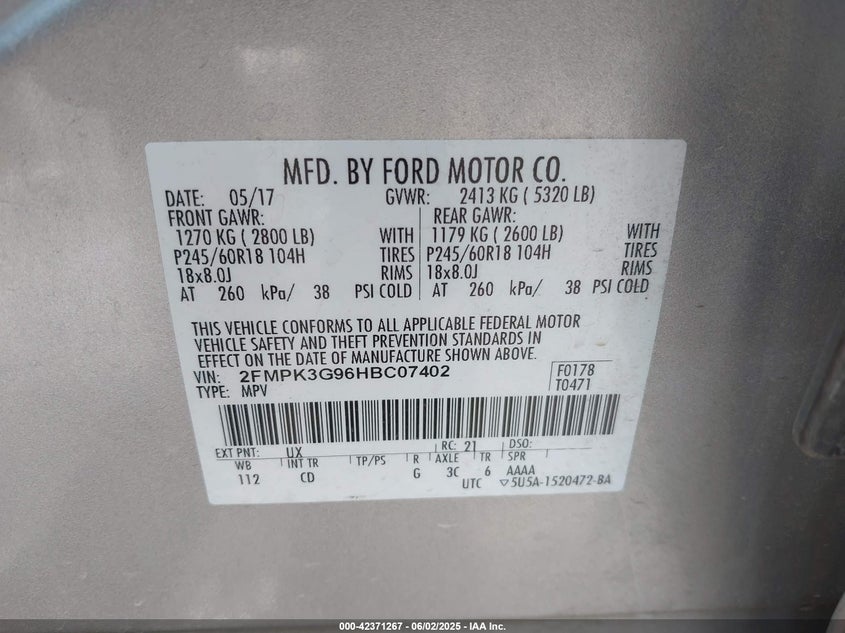 MFD. BY FORD MOTOR CO.
DATE: 05/17 GVWR: 2413 KG ( 5320 LB)
FRONT GAWR: REAR GAWR:
1270 KG ( 2800 LB) WITH 1179 KG ( 2600 LB) WITH
P245/60R18 104H TIRES P245/60R18 104H TIRES
18x8.0J RIMS 18x8.0J RIMS
AT 260 kPa/ 38 PSI COLD AT 260 kPa/ 38 PSI COLD
THIS VEHICLE CONFORMS TO ALL APPLICABLE FEDERAL MOTOR
VEHICLE SAFETY AND THEFT PREVENTION STANDARDS IN
EFFECT ON THE DATE OF MANUFACTURE SHOWN ABOVE.
VIN: 2FMPK3G96HBC07402 F0178
TYPE: MPV T0471
EXT PNT: UX RC: 21 DSO:
WB INT TR TP/PS R AXLE TR SPR
112 CD G 3C 6 AAAA
UTC ▽5U5A-1520472-BA
000-42371267 - 06/02/2025 - IAA Inc.